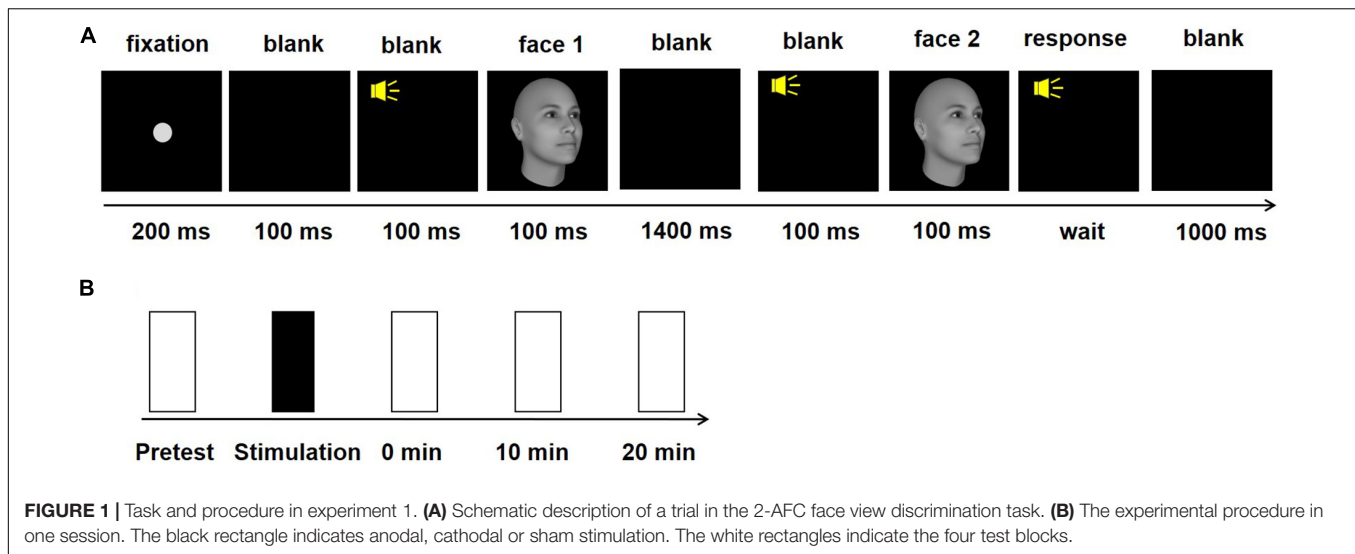 A
fixation blank blank face 1 blank blank face 2 response blank
200 ms 100 ms 100 ms 100 ms 1400 ms 100 ms 100 ms wait 1000 ms
B
Pretest Stimulation 0 min 10 min 20 min
FIGURE 1 | Task and procedure in experiment 1. (A) Schematic description of a trial in the 2-AFC face view discrimination task. (B) The experimental procedure in
one session. The black rectangle indicates anodal, cathodal or sham stimulation. The white rectangles indicate the four test blocks.